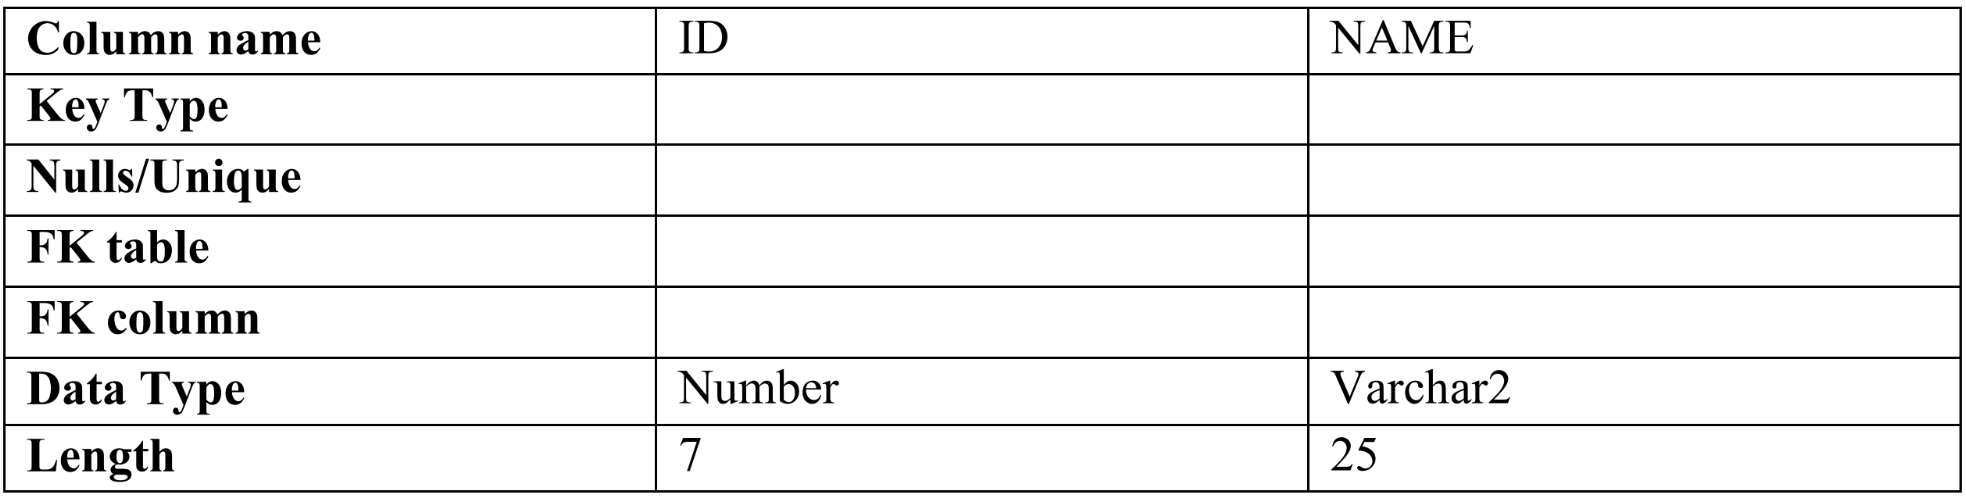 Column name ID NAME
Key Type
Nulls/Unique
FK table
FK column
Data Type Number Varchar2
Length 7 25